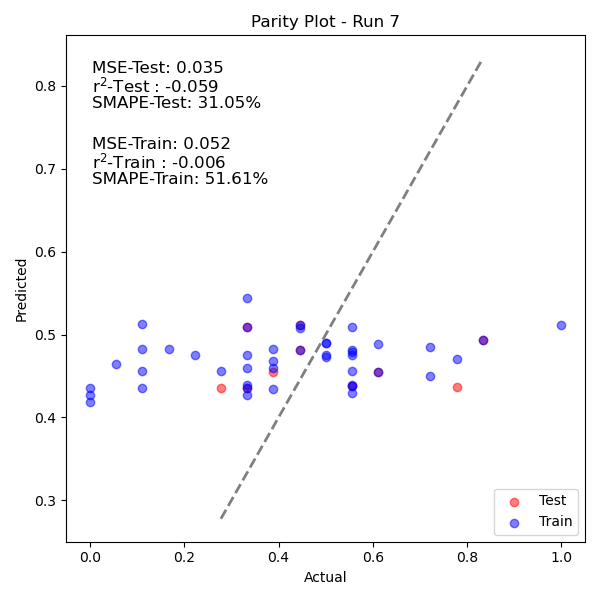 Parity Plot - Run 7
MSE-Test: 0.035
r²-Test : -0.059
SMAPE-Test: 31.05%
MSE-Train: 0.052
r²-Train : -0.006
SMAPE-Train: 51.61%
0.8
0.7
0.6
0.5
0.4
0.3
Predicted
Test
Train
0.0 0.2 0.4 0.6 0.8 1.0
Actual